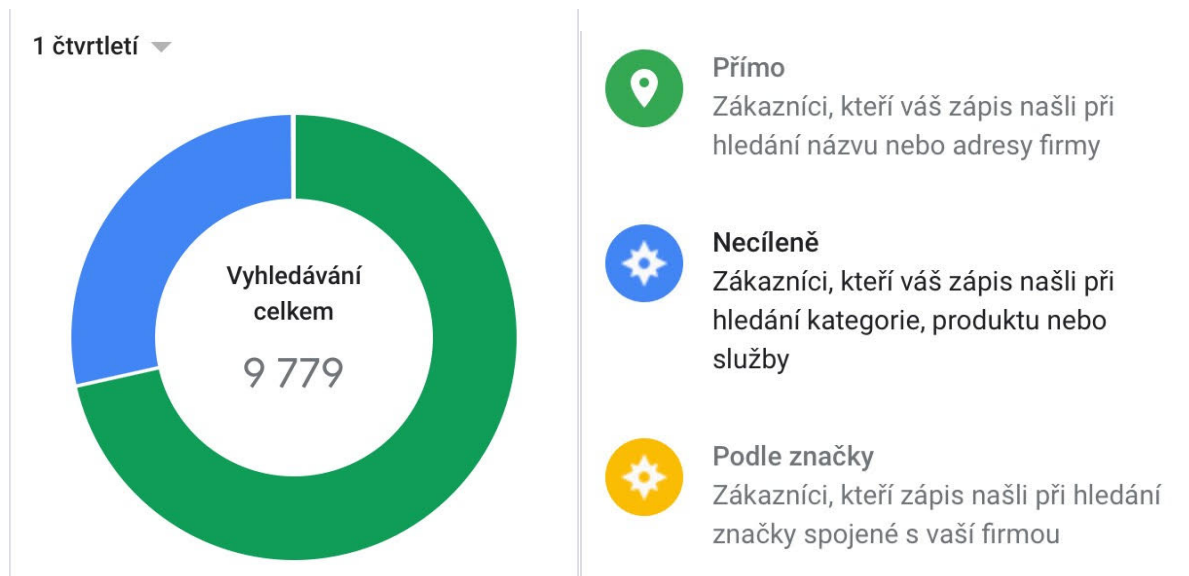 1 čtvrtletí
Vyhledávání
celkem
9 779
Přímo
Zákazníci, kteří váš zápis našli při
hledání názvu nebo adresy firmy
Necíleně
Zákazníci, kteří váš zápis našli při
hledání kategorie, produktu nebo
služby
Podle značky
Zákazníci, kteří zápis našli při hledání
značky spojené s vaší firmou